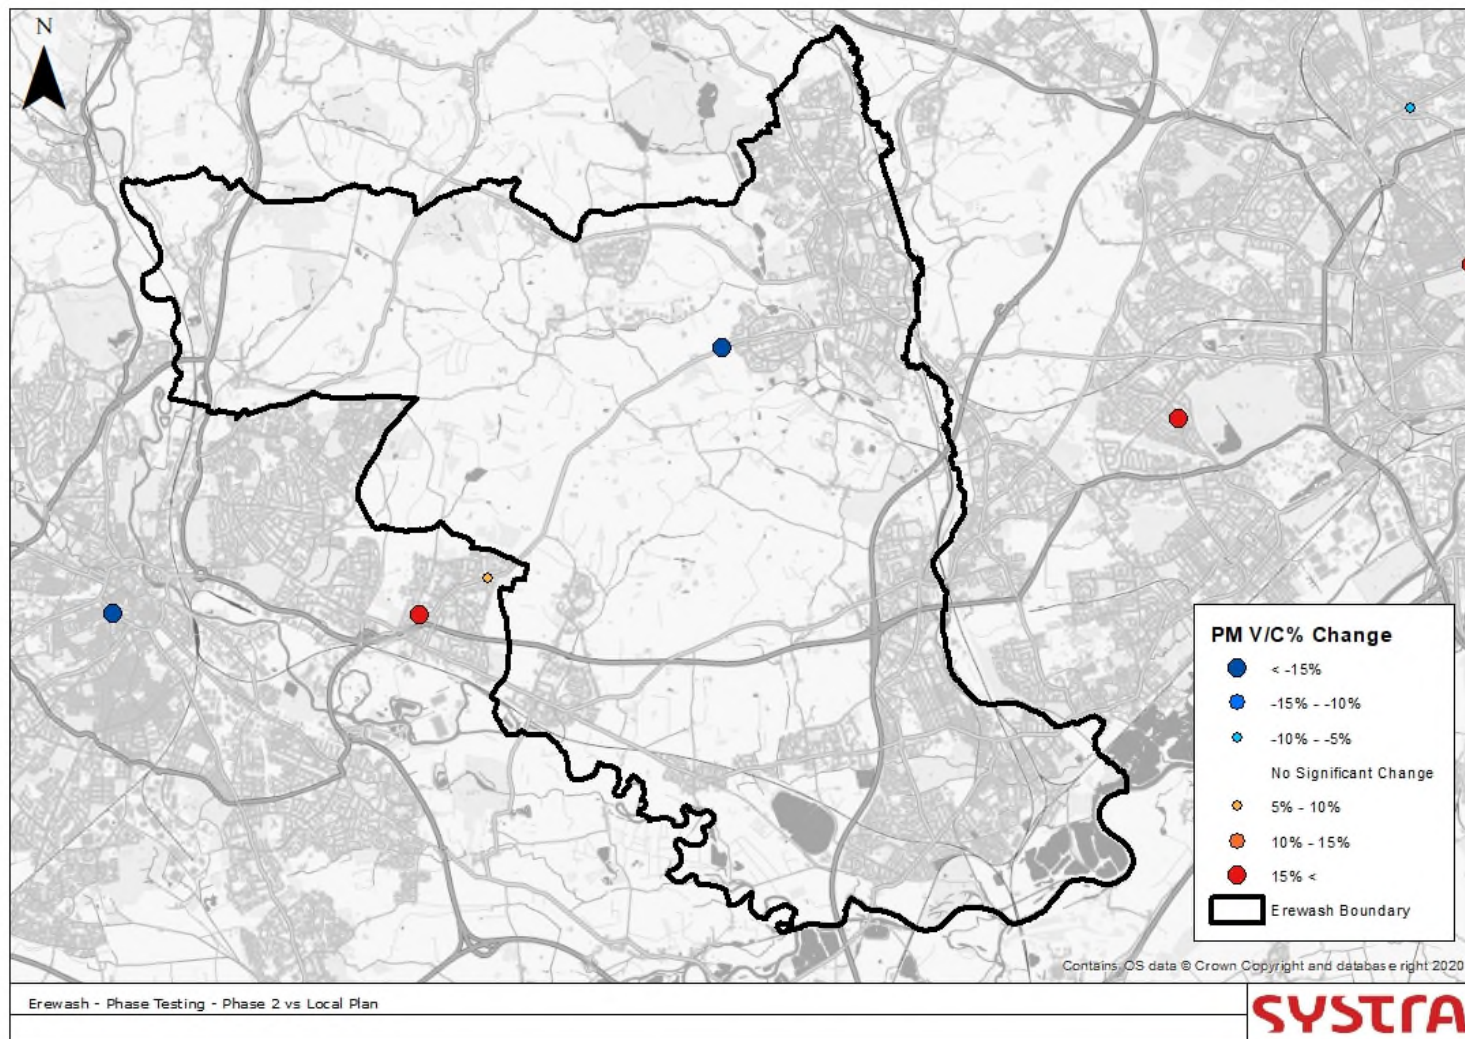 N
PM V/C% Change
< -15%
-15% - -10%
-10% - -5%
No Significant Change
5% - 10%
10% - 15%
15% <
Erewash Boundary
Contains OS data © Crown Copyright and database right 2020
Erewash - Phase Testing - Phase 2 vs Local Plan
SYSTRA